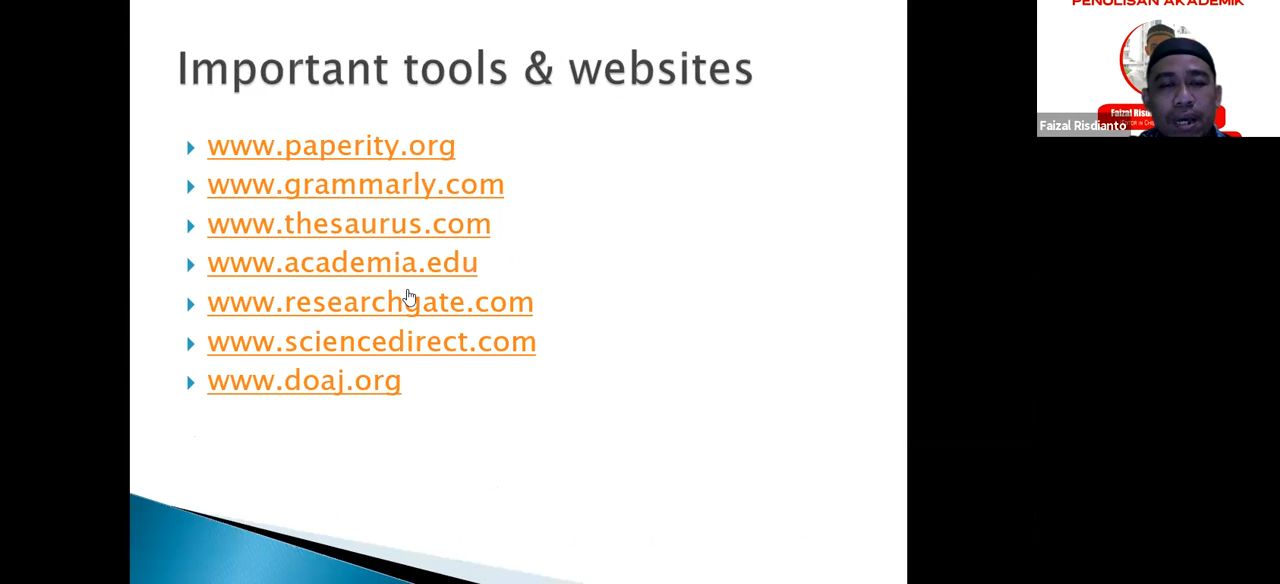 Important tools & websites
www.paperity.org
www.grammarly.com
www.thesaurus.com
www.academia.edu
www.researchgate.com
www.sciencedirect.com
www.doaj.org
PENULISAN AKADEMIK
Faizal
Faizal Risdianto